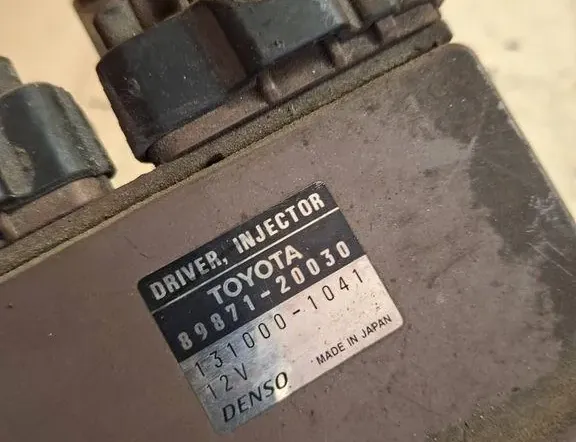 DRIVER, INJECTOR
TOYOTA
89871-20030
131000-1041
12V
DENSO MADE IN JAPAN